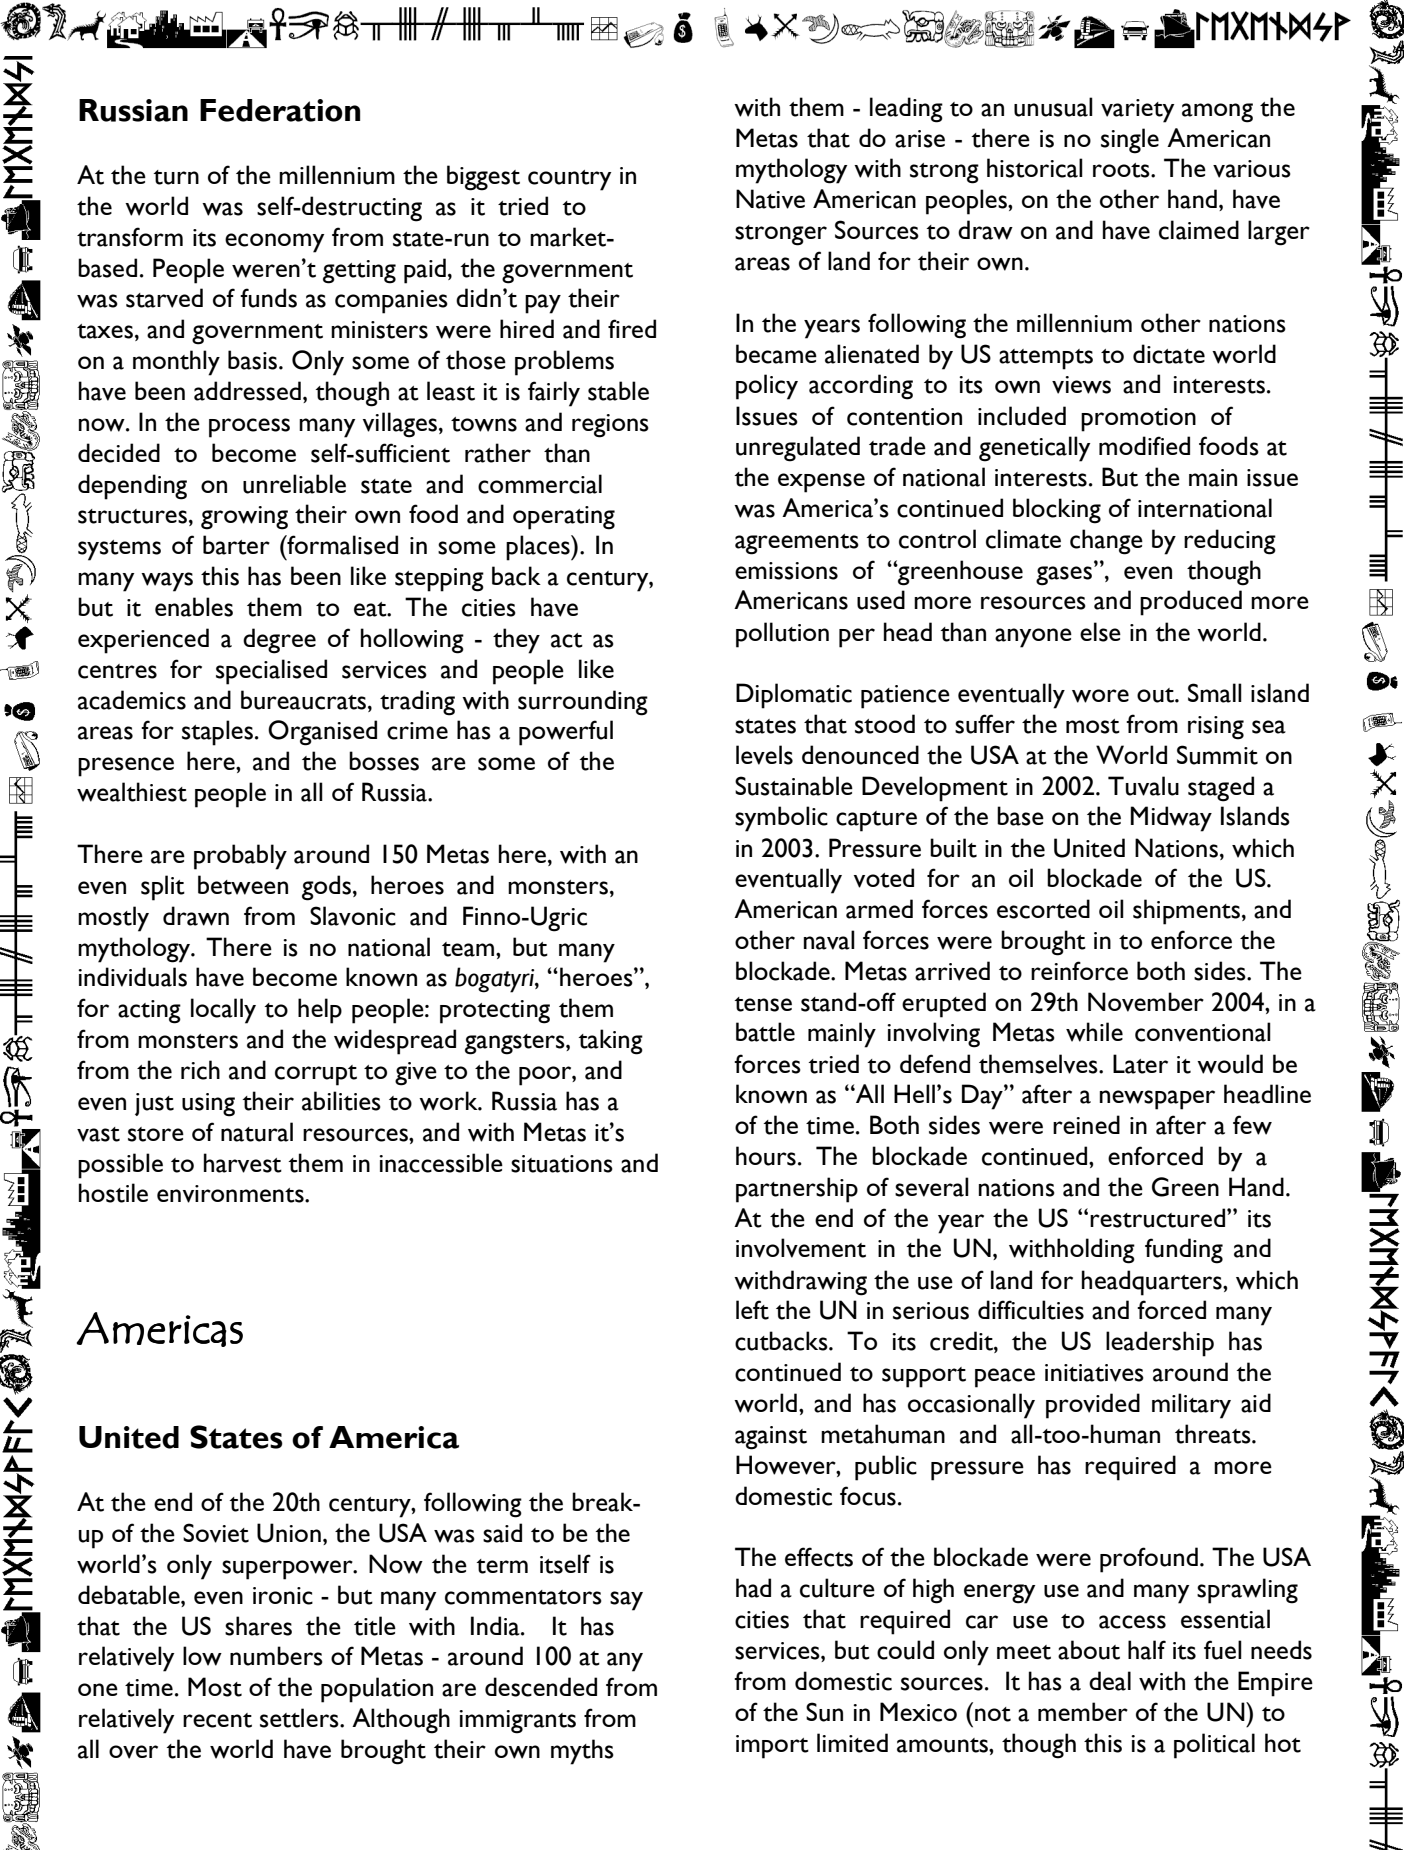 Russian Federation
At the turn of the millennium the biggest country in
the world was self-destructing as it tried to
transform its economy from state-run to market-
based. People weren’t getting paid, the government
was starved of funds as companies didn’t pay their
taxes, and government ministers were hired and fired
on a monthly basis. Only some of those problems
have been addressed, though at least it is fairly stable
now. In the process many villages, towns and regions
decided to become self-sufficient rather than
depending on unreliable state and commercial
structures, growing their own food and operating
systems of barter (formalised in some places). In
many ways this has been like stepping back a century,
but it enables them to eat. The cities have
experienced a degree of hollowing - they act as
centres for specialised services and people like
academics and bureaucrats, trading with surrounding
areas for staples. Organised crime has a powerful
presence here, and the bosses are some of the
wealthiest people in all of Russia.
There are probably around 150 Metas here, with an
even split between gods, heroes and monsters,
mostly drawn from Slavonic and Finno-Ugric
mythology. There is no national team, but many
individuals have become known as bogatyri, “heroes”,
for acting locally to help people: protecting them
from monsters and the widespread gangsters, taking
from the rich and corrupt to give to the poor, and
even just using their abilities to work. Russia has a
vast store of natural resources, and with Metas it’s
possible to harvest them in inaccessible situations and
hostile environments.
Americas
United States of America
At the end of the 20th century, following the break-
up of the Soviet Union, the USA was said to be the
world’s only superpower. Now the term itself is
debatable, even ironic - but many commentators say
that the US shares the title with India. It has
relatively low numbers of Metas - around 100 at any
one time. Most of the population are descended from
relatively recent settlers. Although immigrants from
all over the world have brought their own myths
with them - leading to an unusual variety among the
Metas that do arise - there is no single American
mythology with strong historical roots. The various
Native American peoples, on the other hand, have
stronger Sources to draw on and have claimed larger
areas of land for their own.
In the years following the millennium other nations
became alienated by US attempts to dictate world
policy according to its own views and interests.
Issues of contention included promotion of
unregulated trade and genetically modified foods at
the expense of national interests. But the main issue
was America’s continued blocking of international
agreements to control climate change by reducing
emissions of “greenhouse gases”, even though
Americans used more resources and produced more
pollution per head than anyone else in the world.
Diplomatic patience eventually wore out. Small island
states that stood to suffer the most from rising sea
levels denounced the USA at the World Summit on
Sustainable Development in 2002. Tuvalu staged a
symbolic capture of the base on the Midway Islands
in 2003. Pressure built in the United Nations, which
eventually voted for an oil blockade of the US.
American armed forces escorted oil shipments, and
other naval forces were brought in to enforce the
blockade. Metas arrived to reinforce both sides. The
tense stand-off erupted on 29th November 2004, in a
battle mainly involving Metas while conventional
forces tried to defend themselves. Later it would be
known as “All Hell’s Day” after a newspaper headline
of the time. Both sides were reined in after a few
hours. The blockade continued, enforced by a
partnership of several nations and the Green Hand.
At the end of the year the US “restructured” its
involvement in the UN, withholding funding and
withdrawing the use of land for headquarters, which
left the UN in serious difficulties and forced many
cutbacks. To its credit, the US leadership has
continued to support peace initiatives around the
world, and has occasionally provided military aid
against metahuman and all-too-human threats.
However, public pressure has required a more
domestic focus.
The effects of the blockade were profound. The USA
had a culture of high energy use and many sprawling
cities that required car use to access essential
services, but could only meet about half its fuel needs
from domestic sources. It has a deal with the Empire
of the Sun in Mexico (not a member of the UN) to
import limited amounts, though this is a political hot